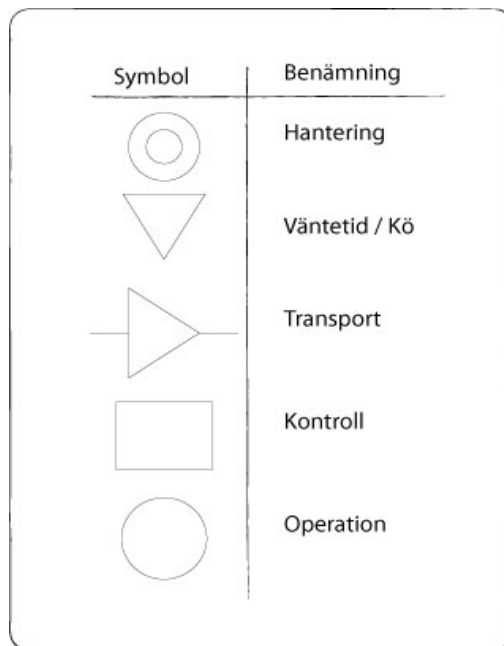 Symbol Benämning
Hantering
Väntetid / Kö
Transport
Kontroll
Operation